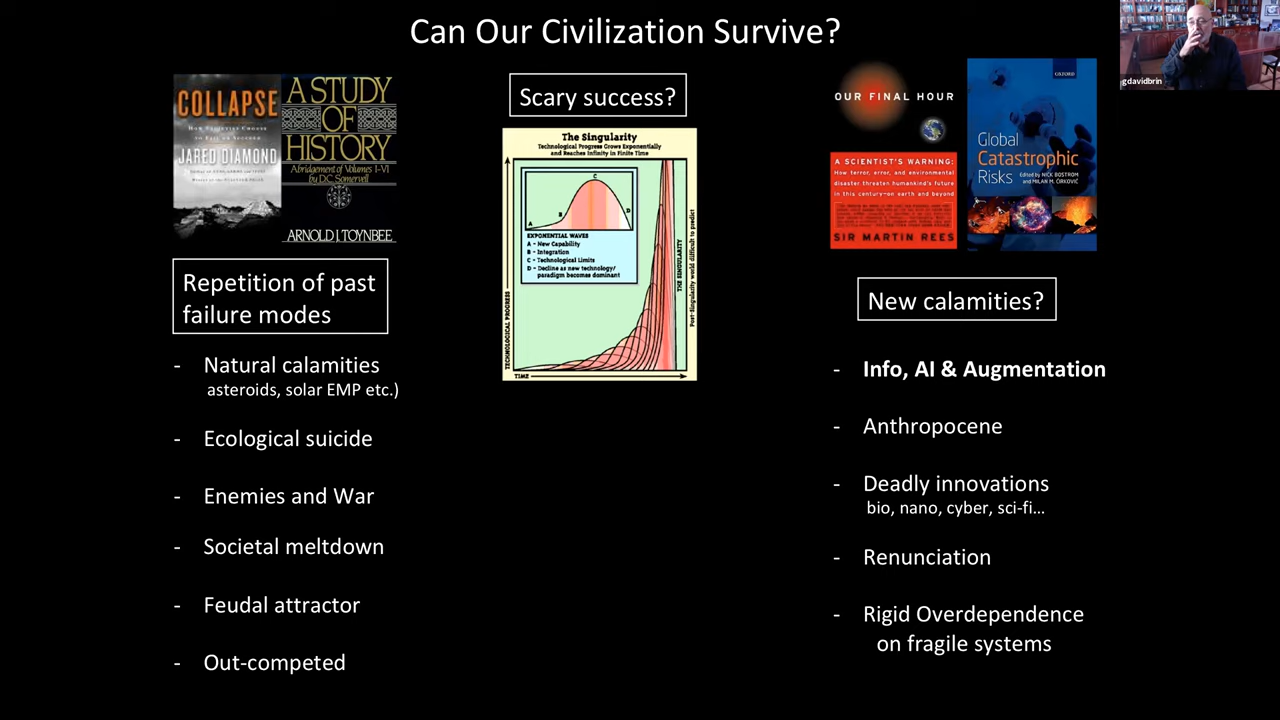 Can Our Civilization Survive?
COLLAPSE
HOW SOCIETIES CHOOSE
TO FAIL OR SUCCEED
JARED DIAMOND
A STUDY
OF
HISTORY
Abridgement of Volumes I-VI
by D.C. Somervell
ARNOLD J. TOYNBEE
Repetition of past
failure modes
- Natural calamities
asteroids, solar EMP etc.)
- Ecological suicide
- Enemies and War
- Societal meltdown
- Feudal attractor
- Out-competed
Scary success?
The Singularity
Technological Progress Grows Exponentially
and Reaches Infinity in Finite Time
A
B
C
D
EXPONENTIAL WAVES
A - New Capability
B - Integration
C - Technological Limits
D - Decline as new technology/
paradigm becomes dominant
TECHNOLOGICAL PROGRESS
TIME
THE SINGULARITY
Post-Singularity world difficult to predict
OUR FINAL HOUR
A SCIENTIST'S WARNING:
How terror, error, and environmental
disaster threaten humankind's future
in this century—on earth and beyond
SIR MARTIN REES
OXFORD
Global
Catastrophic
Risks
Edited by NICK BOSTROM
and MILAN M. ĆIRKOVIĆ
New calamities?
- Info, AI & Augmentation
- Anthropocene
- Deadly innovations
bio, nano, cyber, sci-fi...
- Renunciation
- Rigid Overdependence
on fragile systems
gdavidbrin